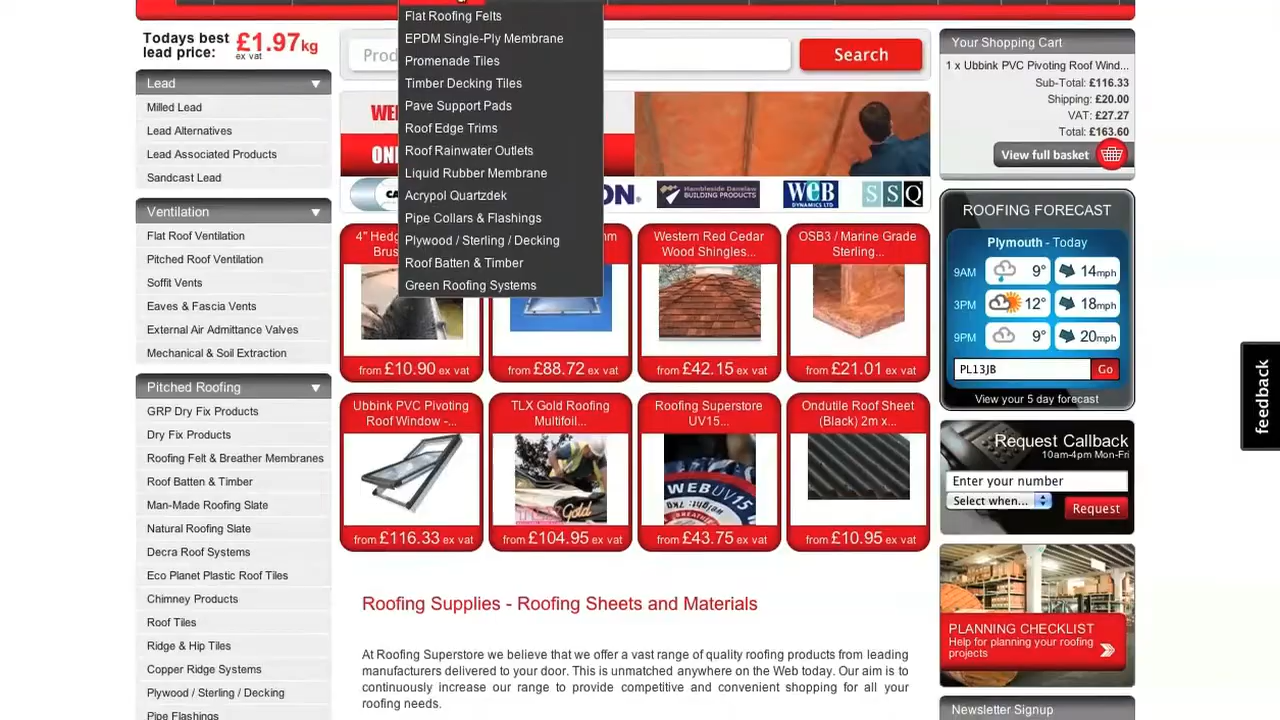 Todays best
lead price:
£1.97kg
ex vat
Lead
Milled Lead
Lead Alternatives
Lead Associated Products
Sandcast Lead
Ventilation
Flat Roof Ventilation
Pitched Roof Ventilation
Soffit Vents
Eaves & Fascia Vents
External Air Admittance Valves
Mechanical & Soil Extraction
Pitched Roofing
GRP Dry Fix Products
Dry Fix Products
Roofing Felt & Breather Membranes
Roof Batten & Timber
Man-Made Roofing Slate
Natural Roofing Slate
Decra Roof Systems
Eco Planet Plastic Roof Tiles
Chimney Products
Roof Tiles
Ridge & Hip Tiles
Copper Ridge Systems
Plywood / Sterling / Decking
Pipe Flashings
Flat Roofing Felts
EPDM Single-Ply Membrane
Promenade Tiles
Timber Decking Tiles
Pave Support Pads
Roof Edge Trims
Roof Rainwater Outlets
Liquid Rubber Membrane
Acrypol Quartzdek
Pipe Collars & Flashings
Plywood / Sterling / Decking
Roof Batten & Timber
Green Roofing Systems
Search
Hambleside Danelaw
BUILDING PRODUCTS
WEB
DYNAMICS LTD
SSQ
4" Hedg
Brus
from £10.90 ex vat
from £88.72 ex vat
Western Red Cedar
Wood Shingles...
from £42.15 ex vat
OSB3 / Marine Grade
Sterling...
from £21.01 ex vat
Ubbink PVC Pivoting
Roof Window -...
from £116.33 ex vat
TLX Gold Roofing
Multifoil...
Gold
from £104.95 ex vat
Roofing Superstore
UV15...
WEB UV 15
from £43.75 ex vat
Ondutile Roof Sheet
(Black) 2m x...
from £10.95 ex vat
Roofing Supplies - Roofing Sheets and Materials
At Roofing Superstore we believe that we offer a vast range of quality roofing products from leading
manufacturers delivered to your door. This is unmatched anywhere on the Web today. Our aim is to
continuously increase our range to provide competitive and convenient shopping for all your
roofing needs.
Your Shopping Cart
1 x Ubbink PVC Pivoting Roof Wind...
Sub-Total: £116.33
Shipping: £20.00
VAT: £27.27
Total: £163.60
View full basket
ROOFING FORECAST
Plymouth - Today
9AM 9° 14mph
3PM 12° 18mph
9PM 9° 20mph
PL13JB Go
View your 5 day forecast
Request Callback
10am-4pm Mon-Fri
Enter your number
Select when...
Request
PLANNING CHECKLIST
Help for planning your roofing
projects
Newsletter Signup
feedback